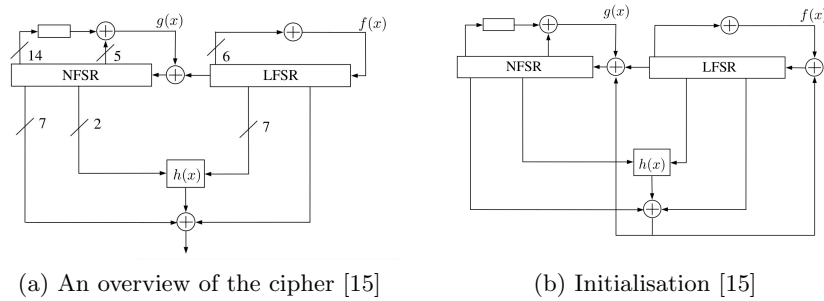 g(x)
f(x)
14
5
6
NFSR
LFSR
7
2
7
h(x)
(a) An overview of the cipher [15]
g(x)
f(x)
NFSR
LFSR
h(x)
(b) Initialisation [15]